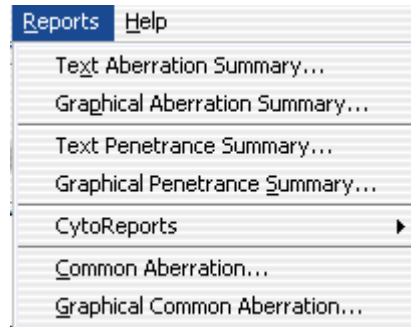 Reports Help
Text Aberration Summary...
Graphical Aberration Summary...
Text Penetrance Summary...
Graphical Penetrance Summary...
CytoReports
Common Aberration...
Graphical Common Aberration...